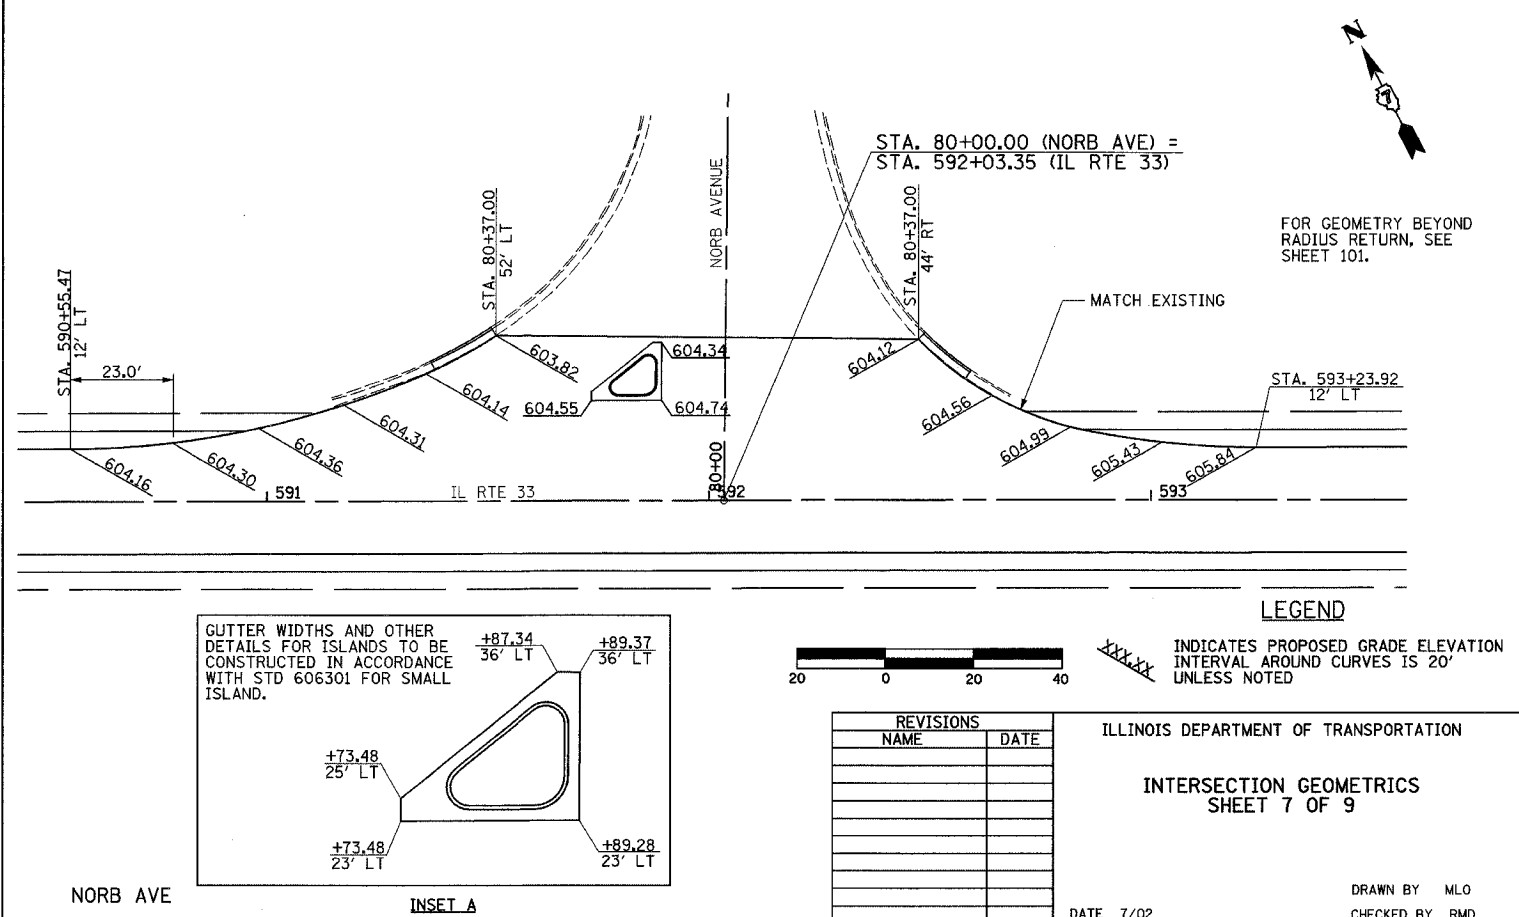 N
7
STA. 80+00.00 (NORB AVE) =
STA. 592+03.35 (IL RTE 33)
NORB AVENUE
STA. 80+37.00
52' LT
STA. 80+37.00
44' RT
FOR GEOMETRY BEYOND
RADIUS RETURN, SEE
SHEET 101.
STA. 590+55.47
12' LT
MATCH EXISTING
23.0'
603.82
604.34
604.12
604.14
604.55
604.74
STA. 593+23.92
12' LT
604.31
604.56
604.36
604.99
604.30
605.43
604.16
605.84
80+00
591
IL RTE 33
592
593
GUTTER WIDTHS AND OTHER
DETAILS FOR ISLANDS TO BE
CONSTRUCTED IN ACCORDANCE
WITH STD 606301 FOR SMALL
ISLAND.
+87.34
36' LT
+89.37
36' LT
+73.48
25' LT
+73.48
23' LT
+89.28
23' LT
INSET A
NORB AVE
20 0 20 40
LEGEND
XXX.XX
INDICATES PROPOSED GRADE ELEVATION
INTERVAL AROUND CURVES IS 20'
UNLESS NOTED
REVISIONS
NAME DATE
ILLINOIS DEPARTMENT OF TRANSPORTATION
INTERSECTION GEOMETRICS
SHEET 7 OF 9
DRAWN BY MLO
DATE 7/02
CHECKED BY RMD